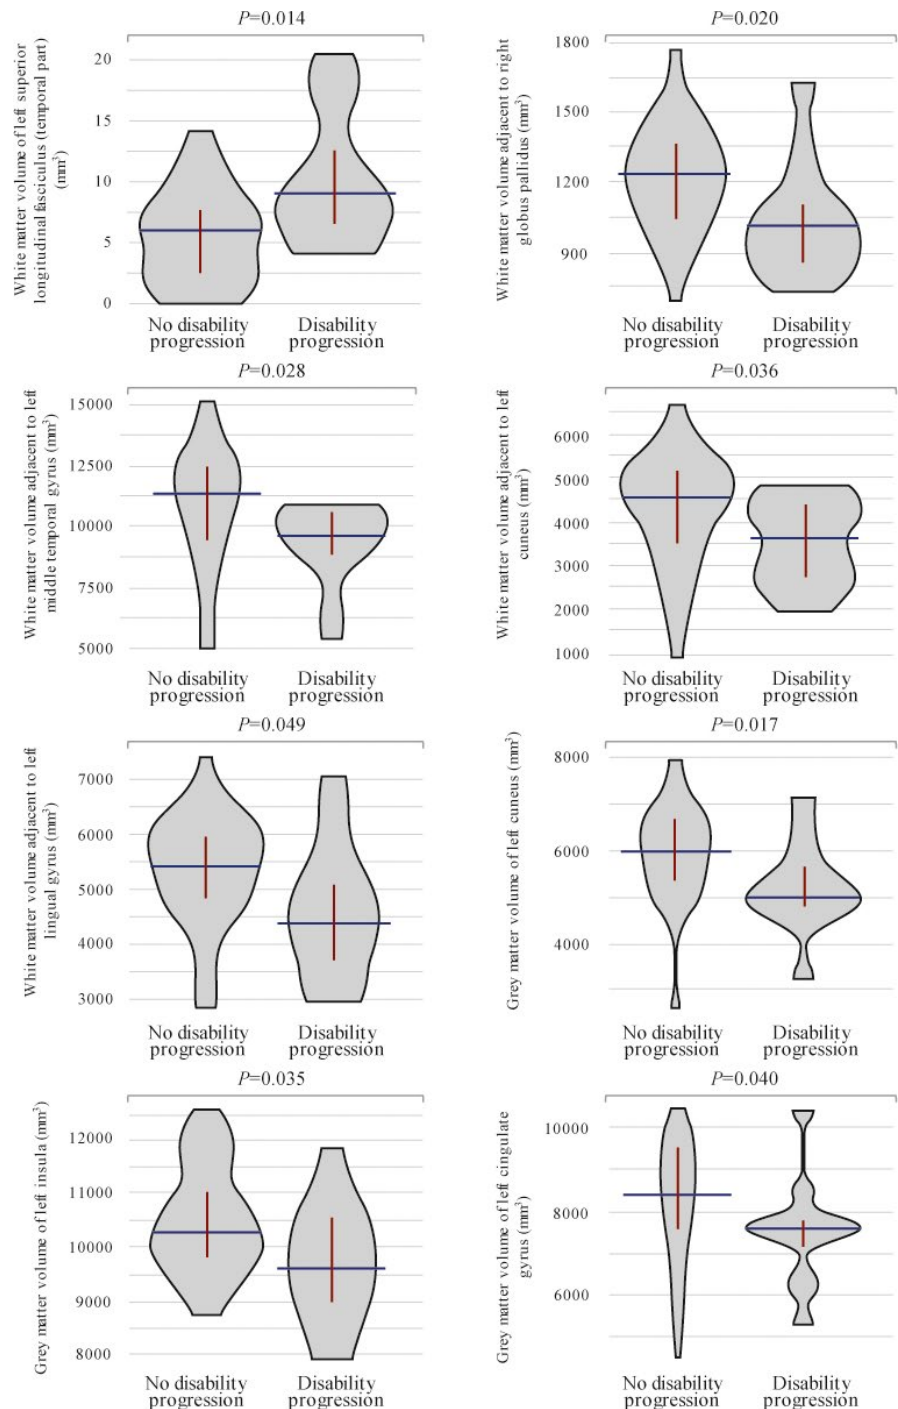 P=0.014
White matter volume of left superior
longitudinal fasciculus (temporal part)
(mm³)
20
15
10
5
0
No disability
progression
Disability
progression
P=0.020
White matter volume adjacent to right
globus pallidus (mm³)
1800
1500
1200
900
No disability
progression
Disability
progression
P=0.028
White matter volume adjacent to left
middle temporal gyrus (mm³)
15000
12500
10000
7500
5000
No disability
progression
Disability
progression
P=0.036
White matter volume adjacent to left
cuneus (mm³)
6000
5000
4000
3000
2000
1000
No disability
progression
Disability
progression
P=0.049
White matter volume adjacent to left
lingual gyrus (mm³)
7000
6000
5000
4000
3000
No disability
progression
Disability
progression
P=0.017
Grey matter volume of left cuneus (mm³)
8000
6000
4000
No disability
progression
Disability
progression
P=0.035
Grey matter volume of left insula (mm³)
12000
11000
10000
9000
8000
No disability
progression
Disability
progression
P=0.040
Grey matter volume of left cingulate
gyrus (mm³)
10000
8000
6000
No disability
progression
Disability
progression